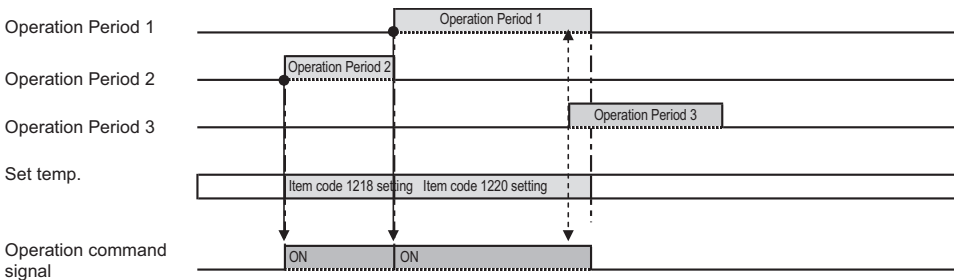 Operation Period 1
Operation Period 1
Operation Period 2
Operation Period 2
Operation Period 3
Operation Period 3
Set temp.
Item code 1218 setting
Item code 1220 setting
Operation command
signal
ON
ON